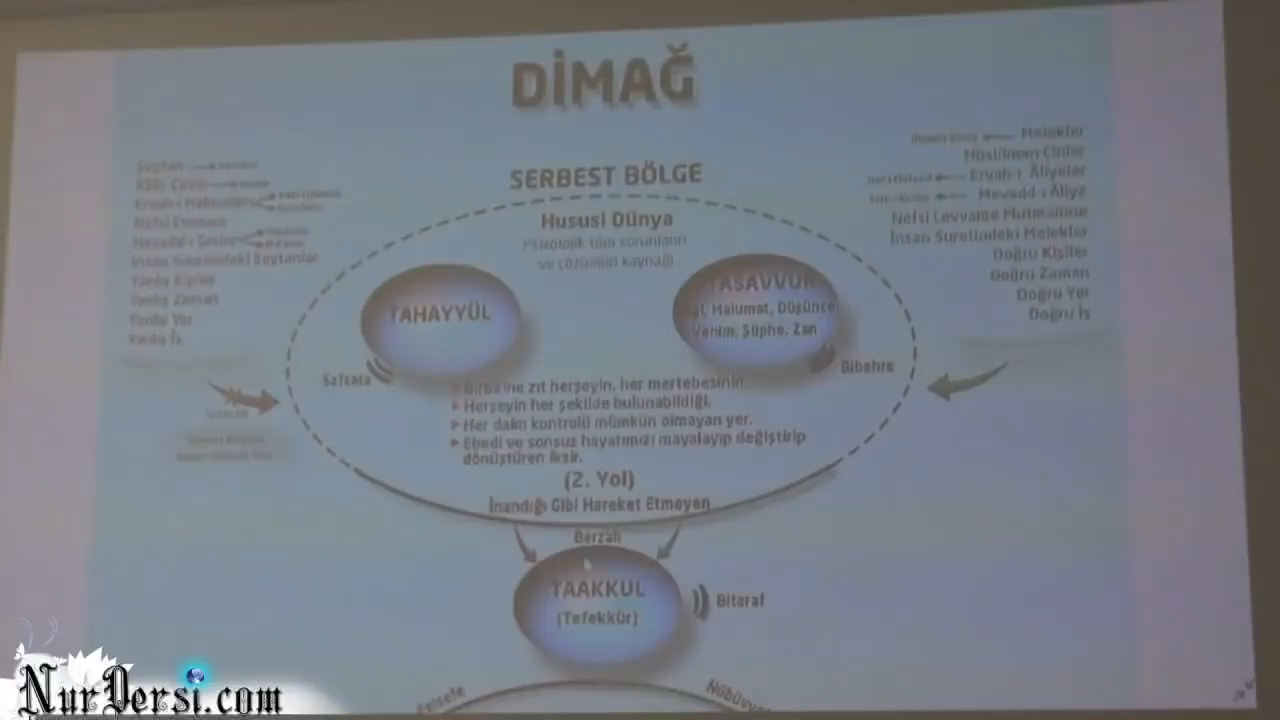 DİMAĞ
SERBEST BÖLGE
Hususi Dünya
Psikolojik tüm sorunların
ve çözümün kaynağı
Şeytan
Nefsi Emmare
İnsan Suretindeki Şeytanlar
Yanlış Kişiler
Yanlış Zaman
Yanlış Yer
Yanlış İş
Melekler
Müslüman Cinler
Ervah-ı Âliyeler
Mevadd-ı Âliye
Nefsi Levvame Mutmainne
İnsan Suretindeki Melekler
Doğru Kişiler
Doğru Zaman
Doğru Yer
Doğru İş
TAHAYYÜL
Safsata
TASAVVUR
Malumat, Düşünce
Vehim, Şüphe, Zan
Bibehre
Birbirine zıt herşeyin, her mertebesinin,
Herşeyin her şekilde bulunabildiği,
Her daim kontrolü mümkün olmayan yer.
Ebedi ve sonsuz hayatımızı mayalayıp değiştirip
dönüştüren iksir.
(2. Yol)
İnandığı Gibi Hareket Etmeyen
Berzah
TAAKKUL
(Tefekkür)
Bitaraf
Felsefe
NurDersi.com